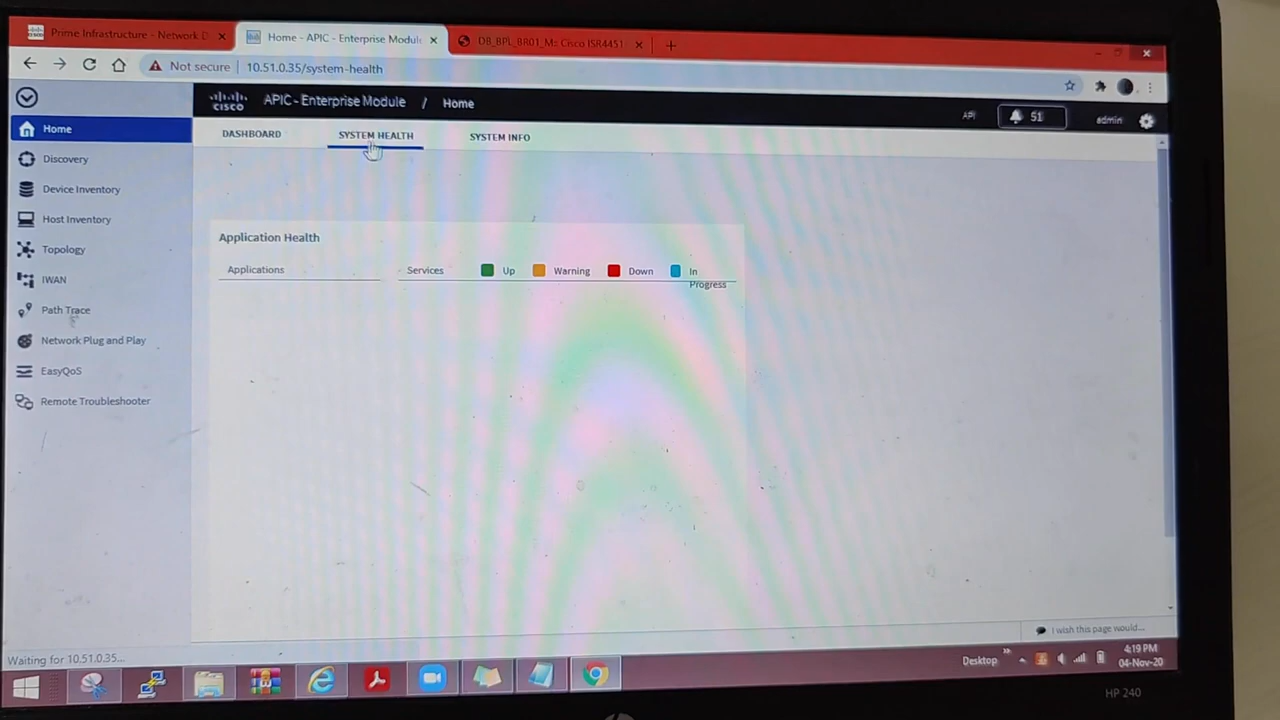 Prime Infrastructure - Network D
Home - APIC - Enterprise Modul
DB_BPL_BR01_M: Cisco ISR4451
Not secure | 10.51.0.35/system-health
CISCO APIC - Enterprise Module / Home
API 51 admin
Home
DASHBOARD SYSTEM HEALTH SYSTEM INFO
Discovery
Device Inventory
Host Inventory
Topology
IWAN
Path Trace
Network Plug and Play
EasyQoS
Remote Troubleshooter
Application Health
Applications Services Up Warning Down In Progress
I wish this page would...
Waiting for 10.51.0.35...
Desktop
4:19 PM
04-Nov-20
HP 240